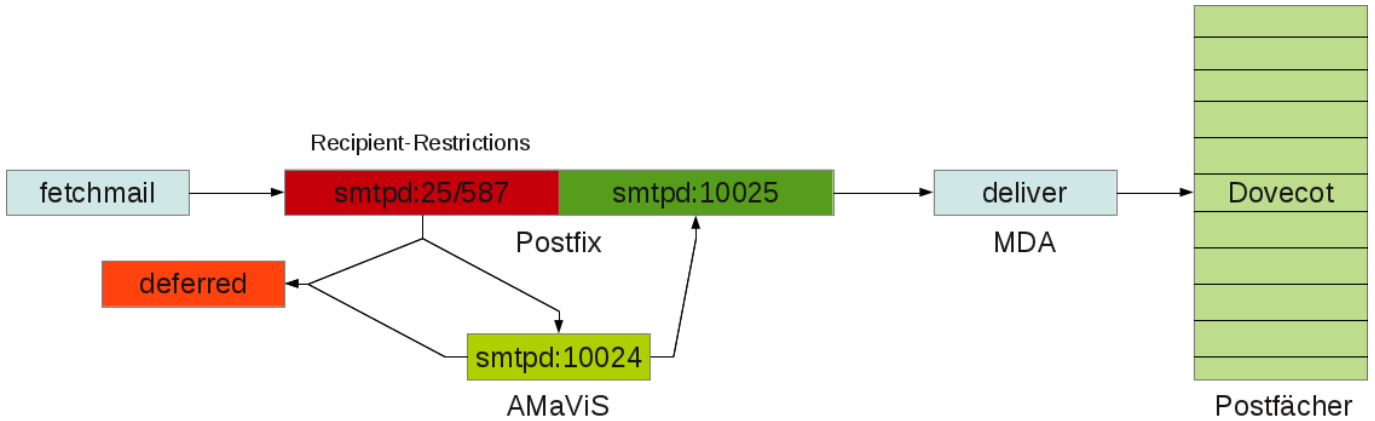 Recipient-Restrictions
fetchmail
smtpd:25/587
smtpd:10025
deliver
Dovecot
Postfix
MDA
deferred
smtpd:10024
AMaViS
Postfächer